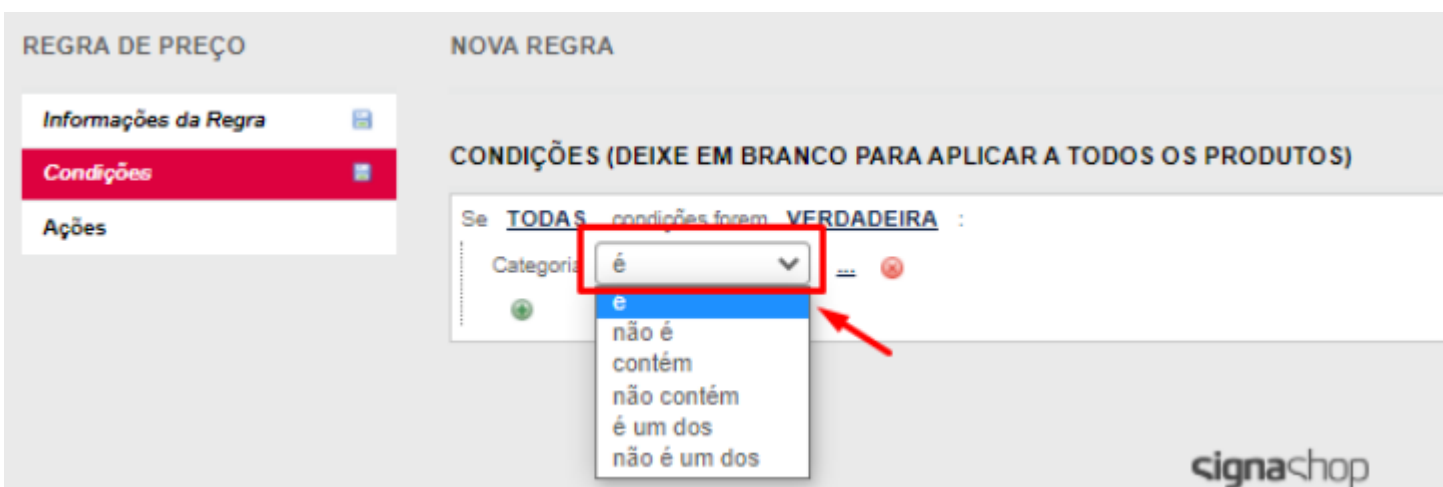 REGRA DE PREÇO
NOVA REGRA
Informações da Regra
Condições
Ações
CONDIÇÕES (DEIXE EM BRANCO PARA APLICAR A TODOS OS PRODUTOS)
Se TODAS condições forem VERDADEIRA :
Categoria é ...
é
não é
contém
não contém
é um dos
não é um dos
signashop